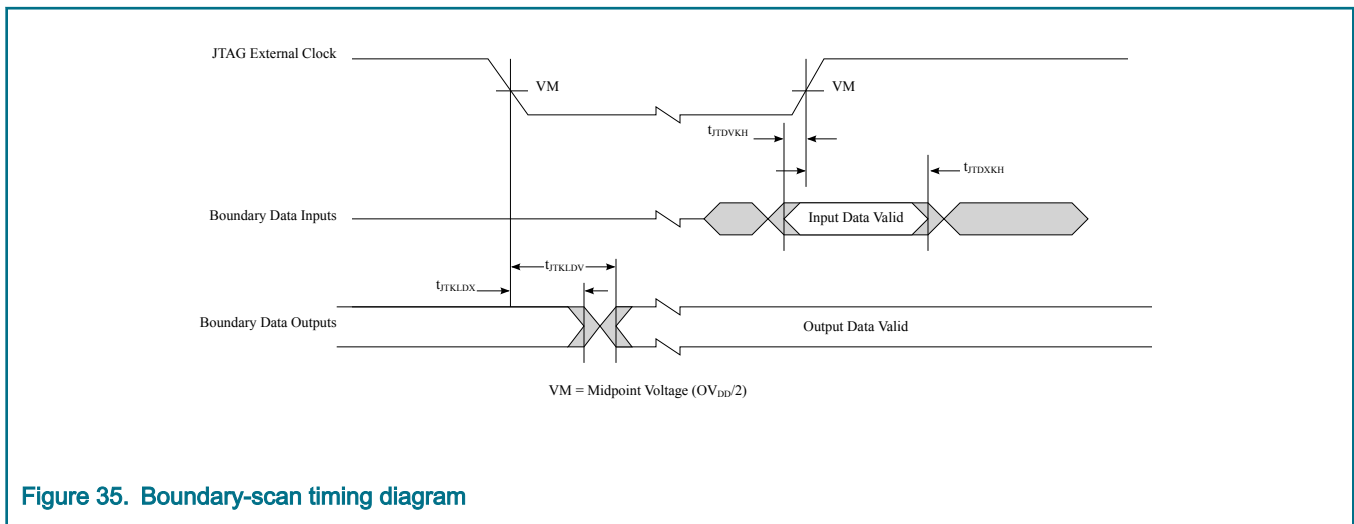 JTAG External Clock
VM
VM
tJTDVKH
tJTDXKH
Boundary Data Inputs
Input Data Valid
tJTKLDV
tJTKLDX
Boundary Data Outputs
Output Data Valid
VM = Midpoint Voltage (OVDD/2)
Figure 35. Boundary-scan timing diagram